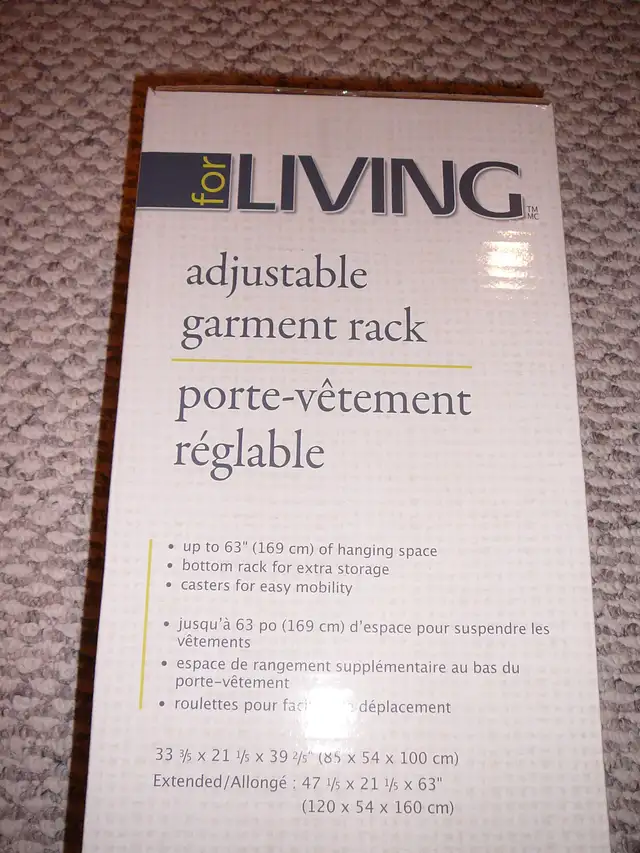 for LIVING TM MC
adjustable
garment rack
porte-vêtement
réglable
• up to 63" (169 cm) of hanging space
• bottom rack for extra storage
• casters for easy mobility
• jusqu'à 63 po (169 cm) d'espace pour suspendre les
vêtements
• espace de rangement supplémentaire au bas du
porte-vêtement
• roulettes pour déplacement
33 3/5 x 21 1/5 x 39 2/5" (85 x 54 x 100 cm)
Extended/Allongé : 47 1/5 x 21 1/5 x 63"
(120 x 54 x 160 cm)